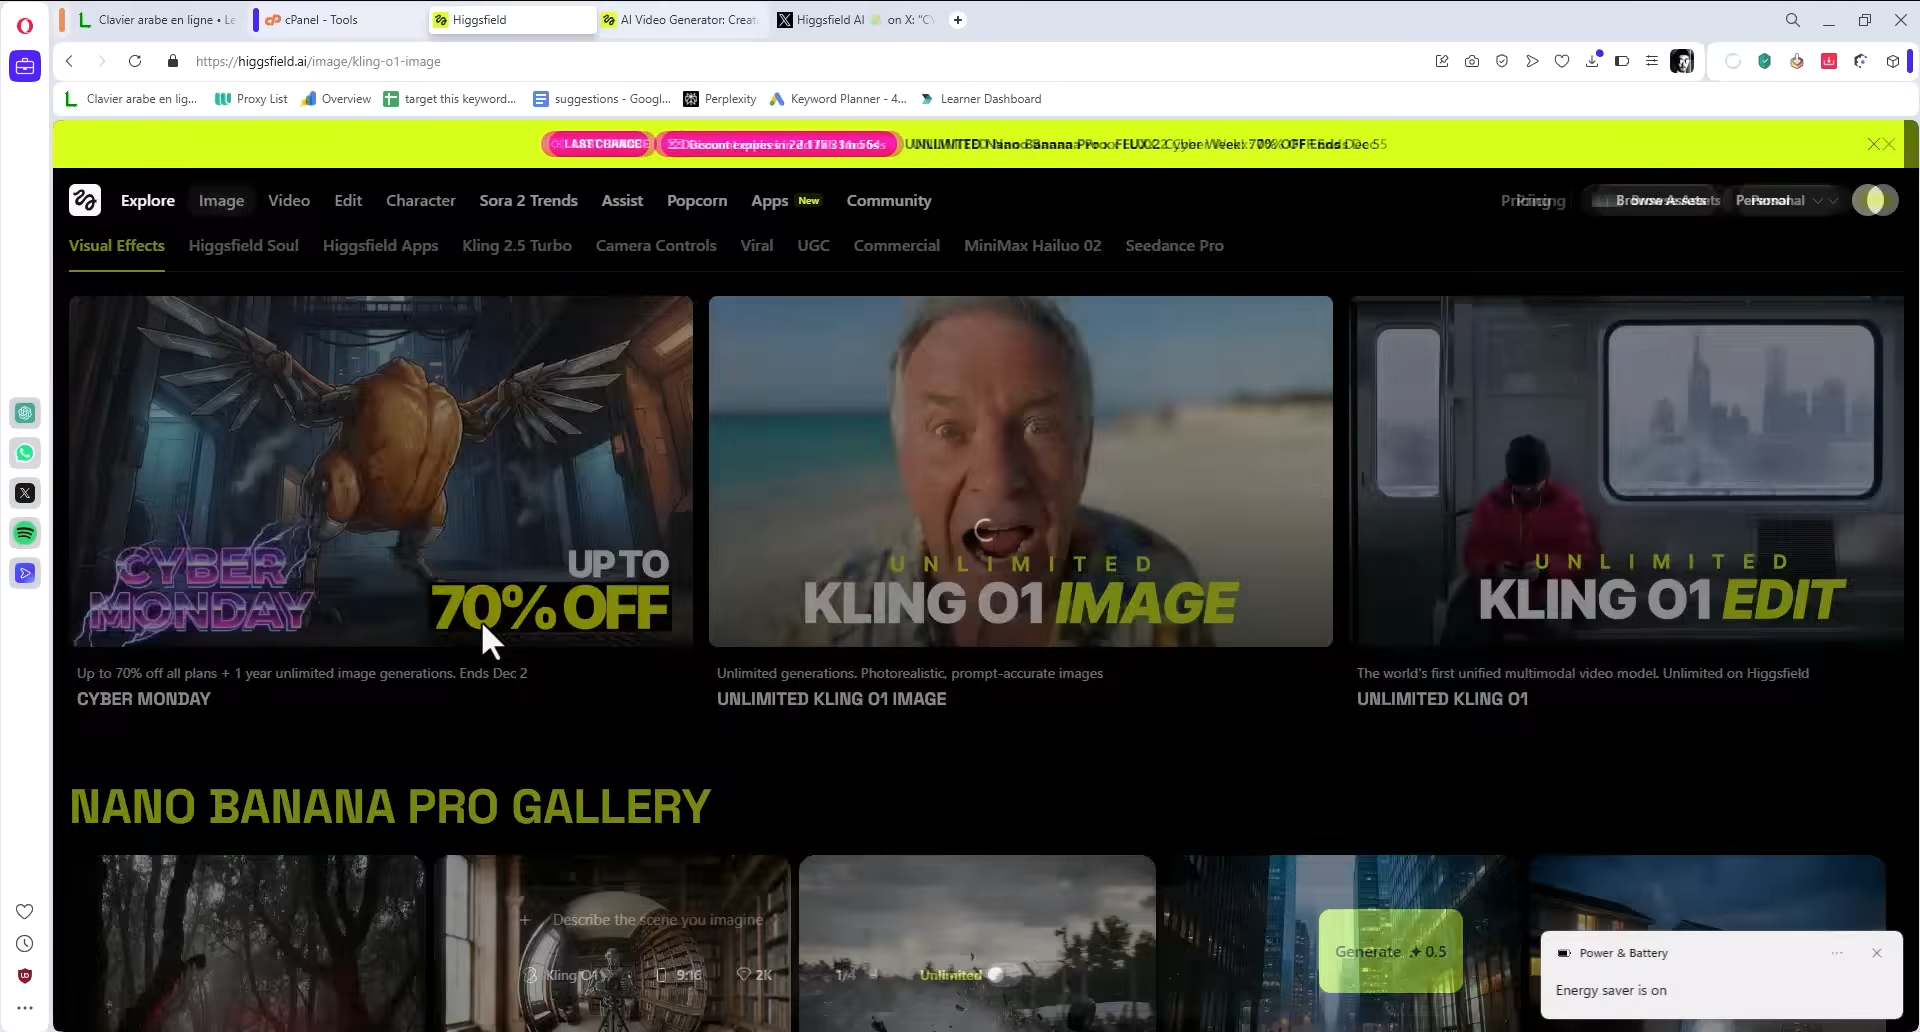 Clavier arabe en ligne • Le
cPanel - Tools
Higgsfield
AI Video Generator: Creat
Higgsfield AI on X: "C
https://higgsfield.ai/image/kling-o1-image
Clavier arabe en lig...
Proxy List
Overview
target this keyword...
suggestions - Googl...
Perplexity
Keyword Planner - 4...
Learner Dashboard
LAST CHANCE
Discount expires in
UNLIMITED Nano Banana Pro x FLUX.2 Cyber Week: 70% OFF Ends Dec 5
Explore
Image
Video
Edit
Character
Sora 2 Trends
Assist
Popcorn
Apps New
Community
Pricing
Browse Assets
Personal
Visual Effects
Higgsfield Soul
Higgsfield Apps
Kling 2.5 Turbo
Camera Controls
Viral
UGC
Commercial
MiniMax Hailuo 02
Seedance Pro
CYBER
MONDAY
UP TO
70% OFF
UNLIMITED
KLING O1 IMAGE
UNLIMITED
KLING O1 EDIT
Up to 70% off all plans + 1 year unlimited image generations. Ends Dec 2
CYBER MONDAY
Unlimited generations. Photorealistic, prompt-accurate images
UNLIMITED KLING O1 IMAGE
The world's first unified multimodal video model. Unlimited on Higgsfield
UNLIMITED KLING O1
NANO BANANA PRO GALLERY
+ Describe the scene you imagine
Kling O1
9:16
2K
1/4
Unlimited
Generate 0.5
Power & Battery
Energy saver is on